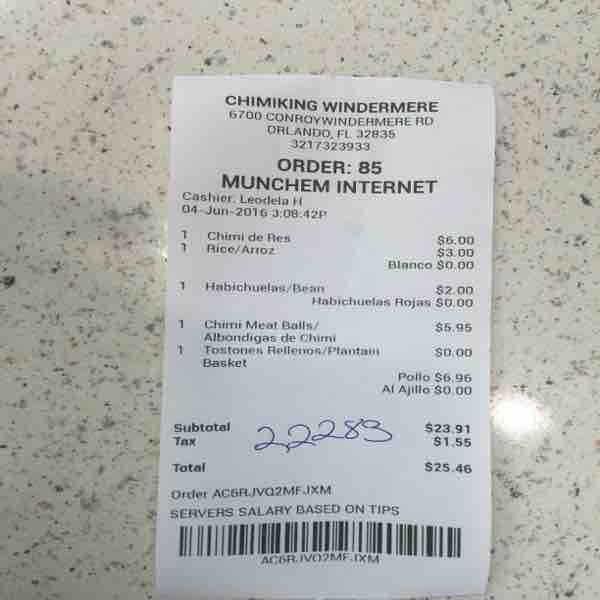 CHIMIKING WINDERMERE
6700 CONROYWINDERMERE RD
ORLANDO, FL 32835
3217323933
ORDER: 85
MUNCHEM INTERNET
Cashier: Leodela H
04-Jun-2016 3:08:42P
1 Chimi de Res $6.00
1 Rice/Arroz $3.00
Blanco $0.00
1 Habichuelas/Bean $2.00
Habichuelas Rojas $0.00
1 Chimi Meat Balls/ $5.95
Albondigas de Chimi
1 Tostones Rellenos/Plantain $0.00
Basket
Pollo $6.96
Al Ajillo $0.00
Subtotal $23.91
22283
Tax $1.55
Total $25.46
Order AC6RJVQ2MFJXM
SERVERS SALARY BASED ON TIPS
AC6RJVQ2MFJXM